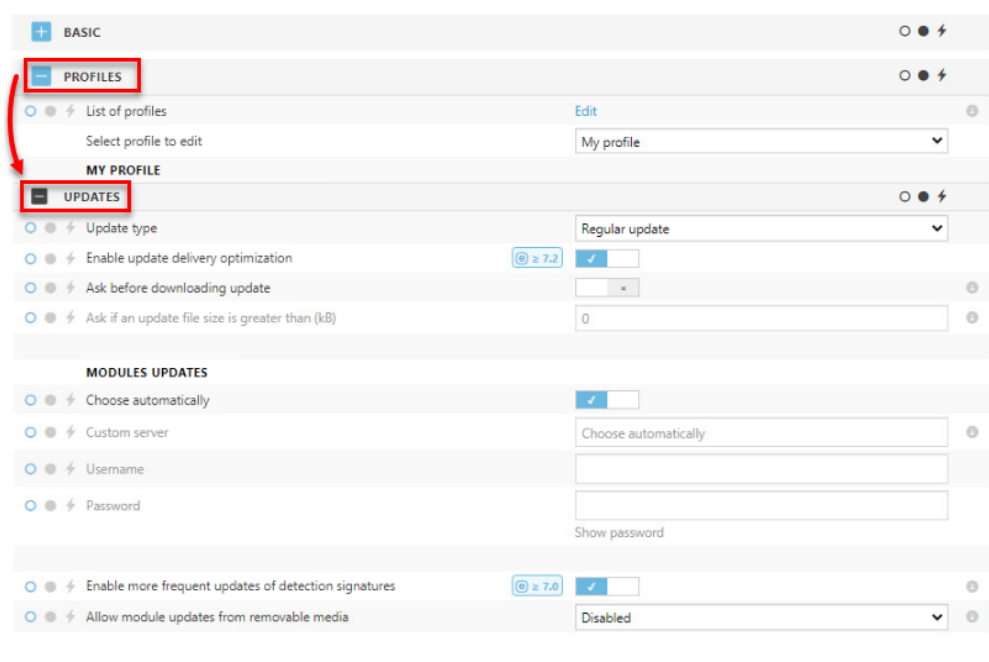 BASIC
PROFILES
List of profiles Edit
Select profile to edit My profile
MY PROFILE
UPDATES
Update type Regular update
Enable update delivery optimization ≥ 7.2
Ask before downloading update
Ask if an update file size is greater than (kB) 0
MODULES UPDATES
Choose automatically
Custom server Choose automatically
Username
Password
Show password
Enable more frequent updates of detection signatures ≥ 7.0
Allow module updates from removable media Disabled